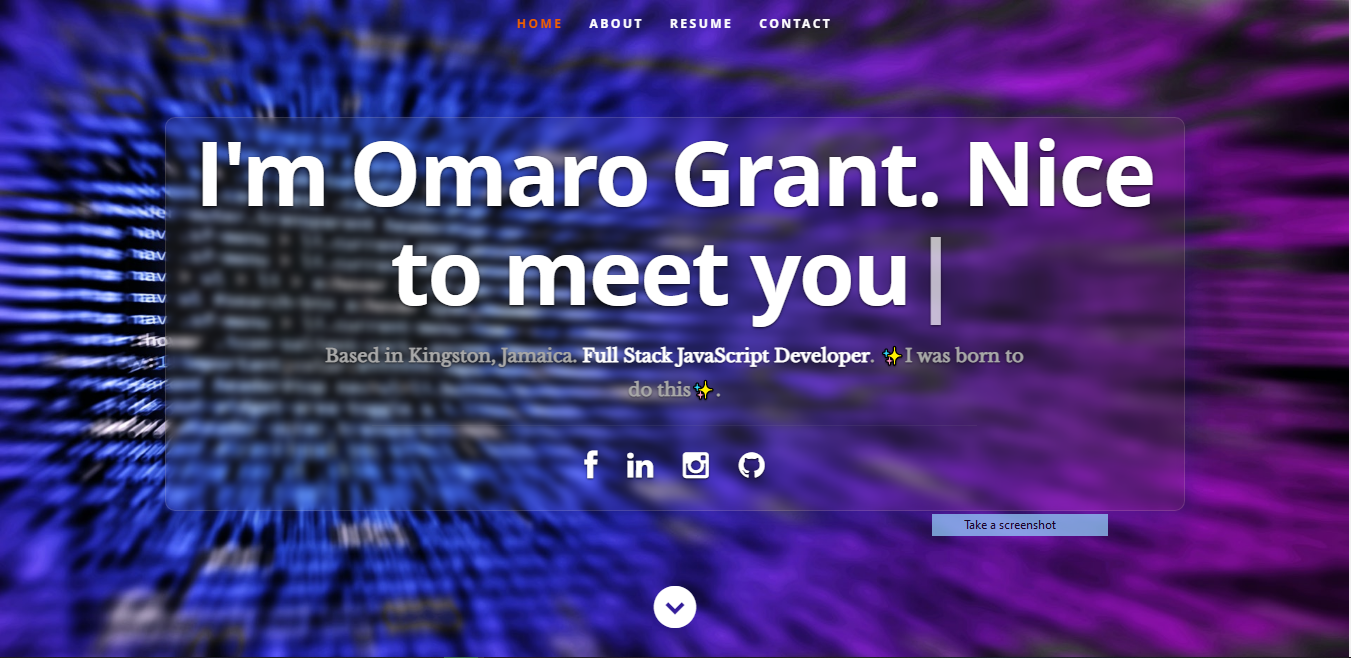 HOME ABOUT RESUME CONTACT
I'm Omaro Grant. Nice
to meet you
Based in Kingston, Jamaica. Full Stack JavaScript Developer. ✨I was born to
do this✨.
Take a screenshot